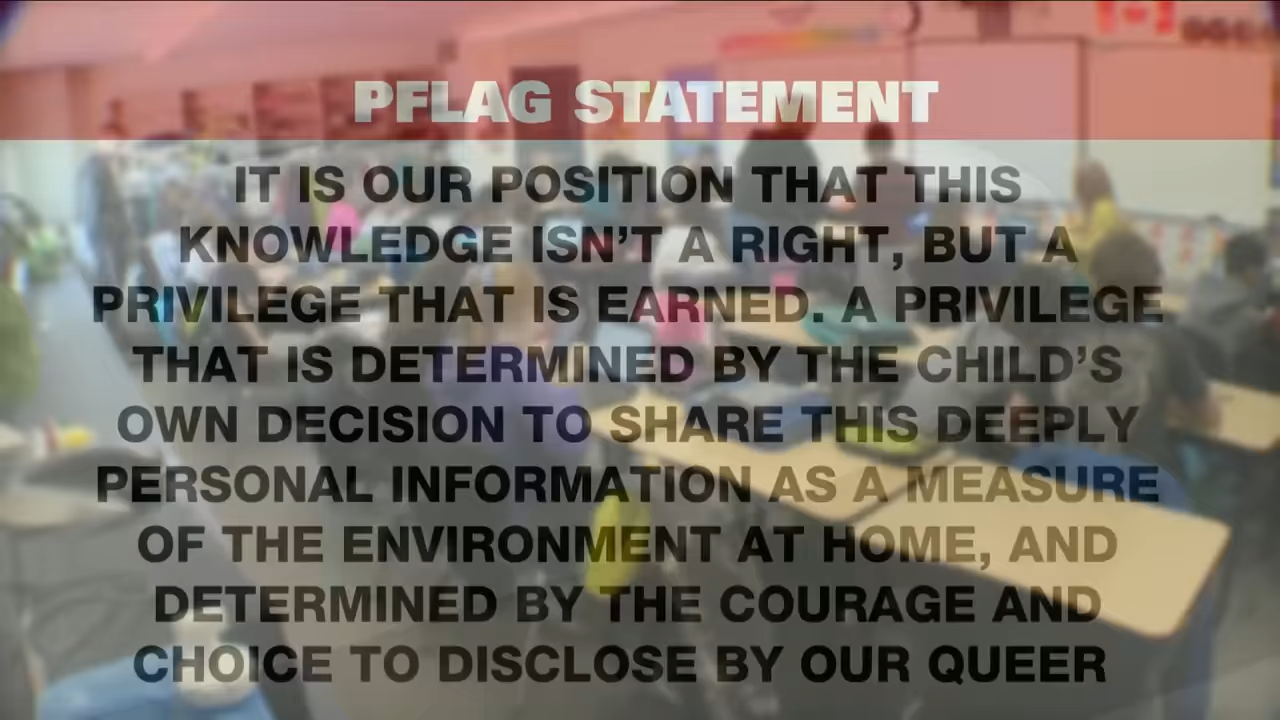 PFLAG STATEMENT
IT IS OUR POSITION THAT THIS
KNOWLEDGE ISN'T A RIGHT, BUT A
PRIVILEGE THAT IS EARNED. A PRIVILEGE
THAT IS DETERMINED BY THE CHILD'S
OWN DECISION TO SHARE THIS DEEPLY
PERSONAL INFORMATION AS A MEASURE
OF THE ENVIRONMENT AT HOME, AND
DETERMINED BY THE COURAGE AND
CHOICE TO DISCLOSE BY OUR QUEER